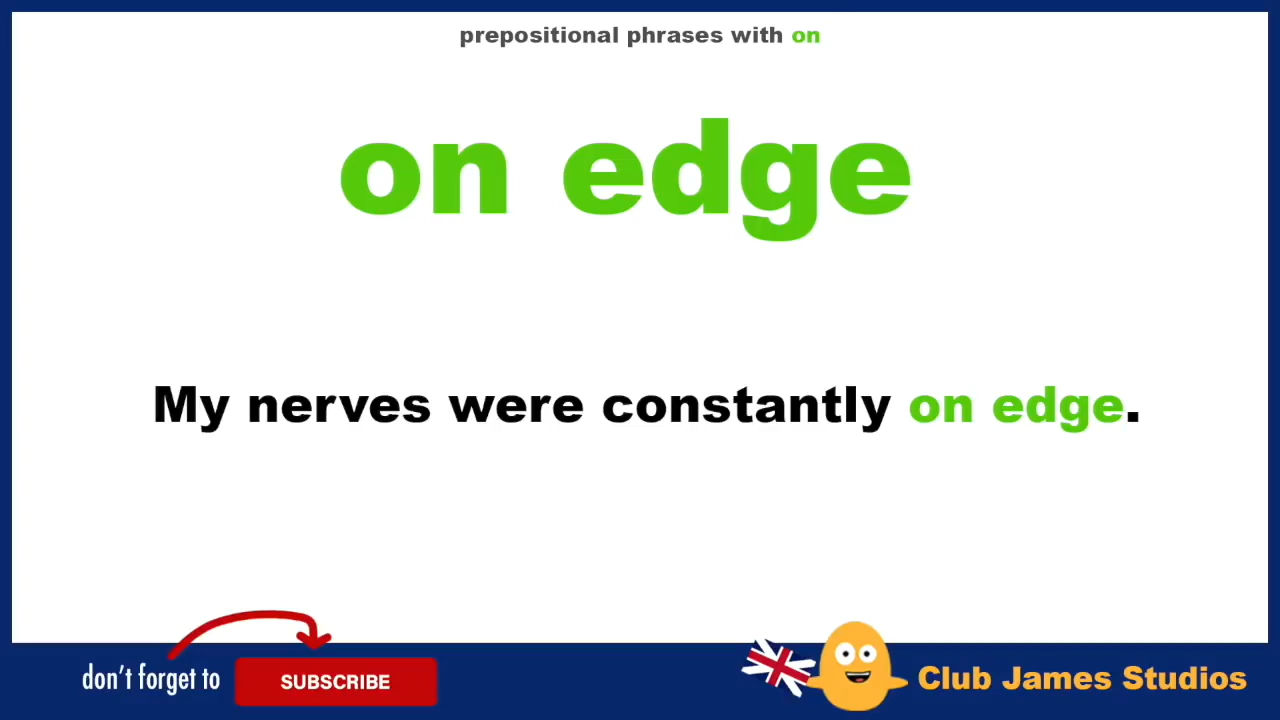 prepositional phrases with on
on edge
My nerves were constantly on edge.
don't forget to
SUBSCRIBE
Club James Studios